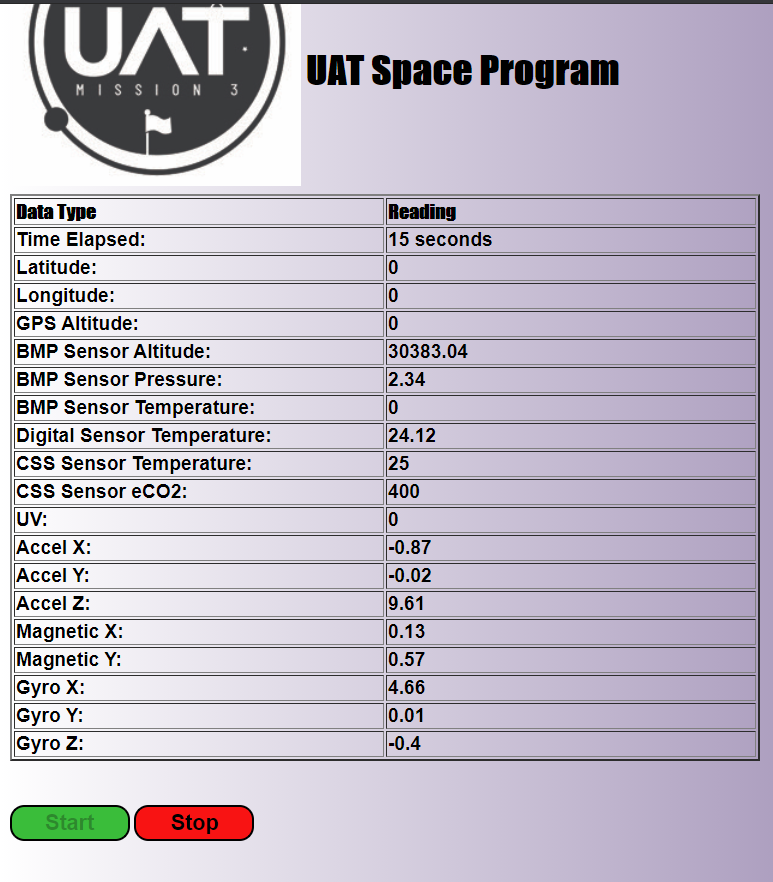 UAT
MISSION 3
UAT Space Program
Data Type Reading
Time Elapsed: 15 seconds
Latitude: 0
Longitude: 0
GPS Altitude: 0
BMP Sensor Altitude: 30383.04
BMP Sensor Pressure: 2.34
BMP Sensor Temperature: 0
Digital Sensor Temperature: 24.12
CSS Sensor Temperature: 25
CSS Sensor eCO2: 400
UV: 0
Accel X: -0.87
Accel Y: -0.02
Accel Z: 9.61
Magnetic X: 0.13
Magnetic Y: 0.57
Gyro X: 4.66
Gyro Y: 0.01
Gyro Z: -0.4
Start Stop